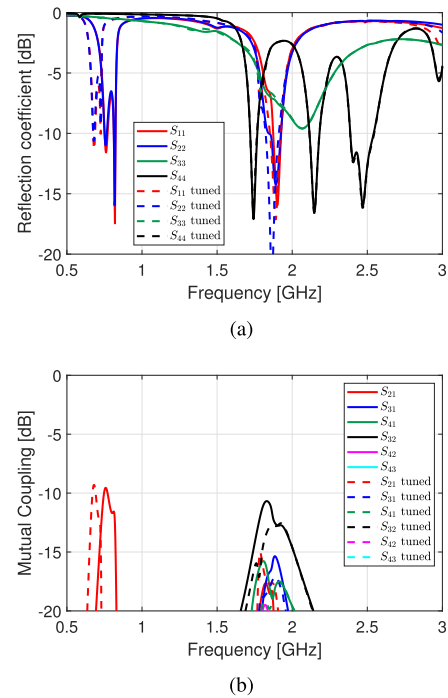 0
-5
-10
-15
-20
Reflection coefficient [dB]
S11
S22
S33
S44
S11 tuned
S22 tuned
S33 tuned
S44 tuned
0.5 1 1.5 2 2.5 3
Frequency [GHz]
(a)
0
-5
-10
-15
-20
Mutual Coupling [dB]
S21
S31
S41
S32
S42
S43
S21 tuned
S31 tuned
S41 tuned
S32 tuned
S42 tuned
S43 tuned
0.5 1 1.5 2 2.5 3
Frequency [GHz]
(b)